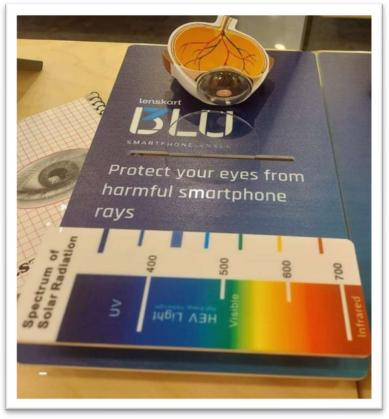 lenskart
BLU
SMARTPHONE LENSES
Protect your eyes from
harmful smartphone
rays
Spectrum of
Solar Radiation
400
500
600
700
UV
HEV Light
Visible
Infrared